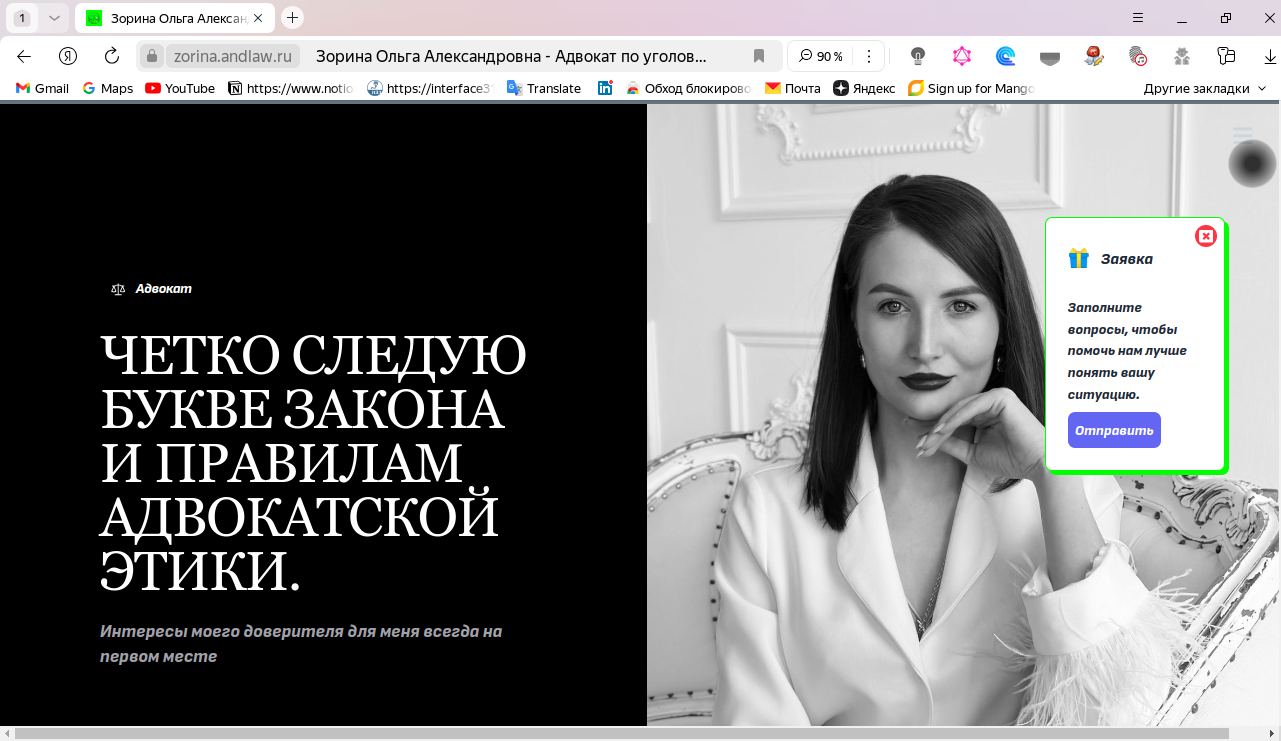 1
Зорина Ольга Алексан
zorina.andlaw.ru
Зорина Ольга Александровна - Адвокат по уголов...
90 %
Gmail
Maps
YouTube
https://www.notio
https://interface31
Translate
Обход блокирово
Почта
Яндекс
Sign up for Mango
Другие закладки
Адвокат
ЧЕТКО СЛЕДУЮ
БУКВЕ ЗАКОНА
И ПРАВИЛАМ
АДВОКАТСКОЙ
ЭТИКИ.
Интересы моего доверителя для меня всегда на
первом месте
Заявка
Заполните
вопросы, чтобы
помочь нам лучше
понять вашу
ситуацию.
Отправить